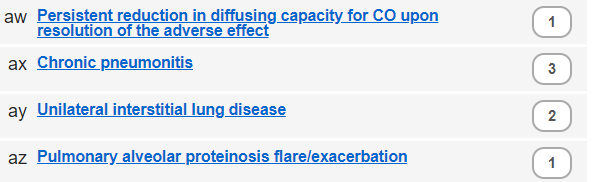 aw Persistent reduction in diffusing capacity for CO upon 1
resolution of the adverse effect
ax Chronic pneumonitis 3
ay Unilateral interstitial lung disease 2
az Pulmonary alveolar proteinosis flare/exacerbation 1